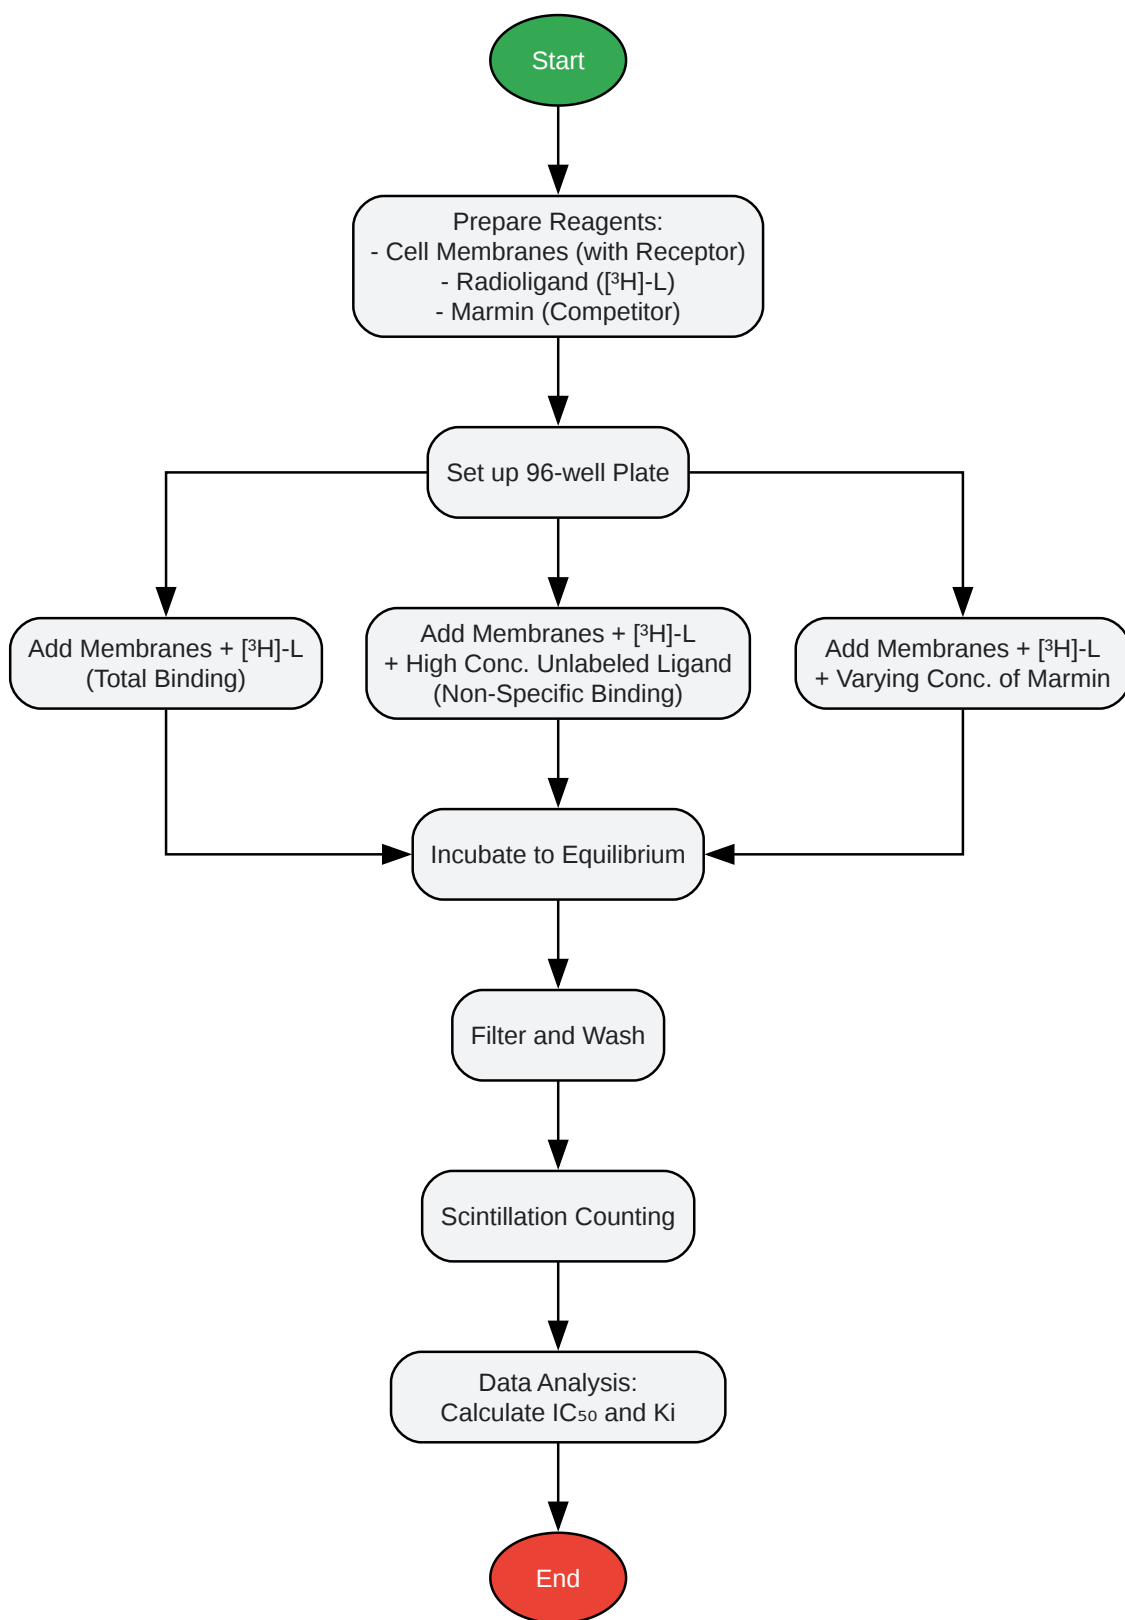 Start
Prepare Reagents:
- Cell Membranes (with Receptor)
- Radioligand ([³H]-L)
- Marmin (Competitor)
Set up 96-well Plate
Add Membranes + [³H]-L
(Total Binding)
Add Membranes + [³H]-L
+ High Conc. Unlabeled Ligand
(Non-Specific Binding)
Add Membranes + [³H]-L
+ Varying Conc. of Marmin
Incubate to Equilibrium
Filter and Wash
Scintillation Counting
Data Analysis:
Calculate IC₅₀ and Ki
End